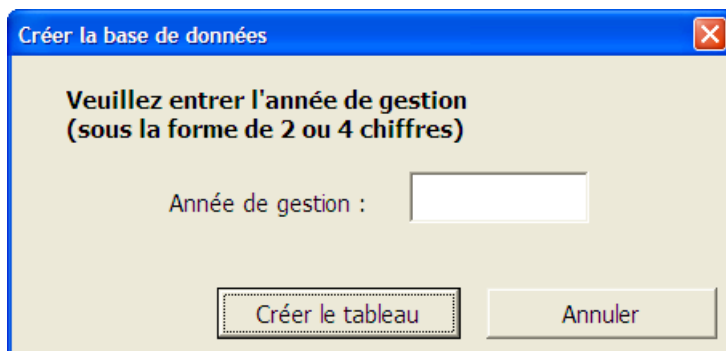 Créer la base de données
Veuillez entrer l'année de gestion
(sous la forme de 2 ou 4 chiffres)
Année de gestion :
Créer le tableau
Annuler